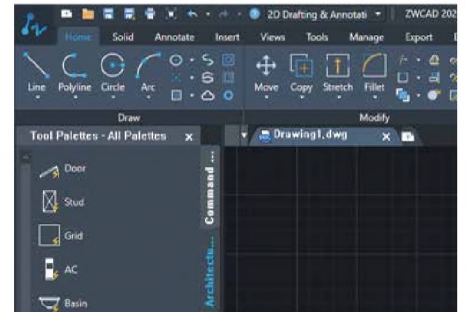 2D Drafting & Annotati ZWCAD 202
Home Solid Annotate Insert Views Tools Manage Export
Line Polyline Circle Arc Move Copy Stretch Fillet
Draw Modify
Tool Palettes - All Palettes x Drawing1.dwg x
Door
Stud
Grid
AC
Basin
Command ...
Architectu...